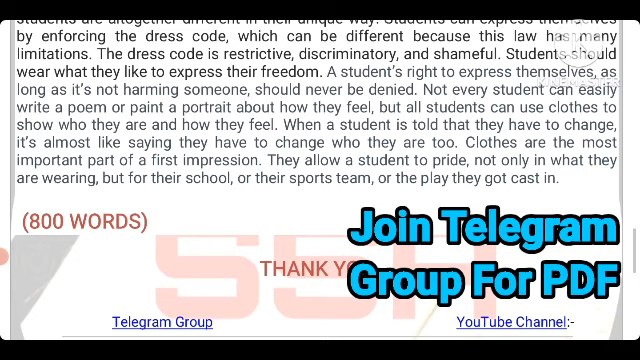 students are altogether different in their unique way. Students can express themselves
by enforcing the dress code, which can be different because this law has many
limitations. The dress code is restrictive, discriminatory, and shameful. Students should
wear what they like to express their freedom. A student's right to express themselves, as
long as it's not harming someone, should never be denied. Not every student can easily
write a poem or paint a portrait about how they feel, but all students can use clothes to
show who they are and how they feel. When a student is told that they have to change,
it's almost like saying they have to change who they are too. Clothes are the most
important part of a first impression. They allow a student to pride, not only in what they
are wearing, but for their school, or their sports team, or the play they got cast in.
(800 WORDS)
Join Telegram
THANK YO
Group For PDF
SSH
Telegram Group
YouTube Channel:-